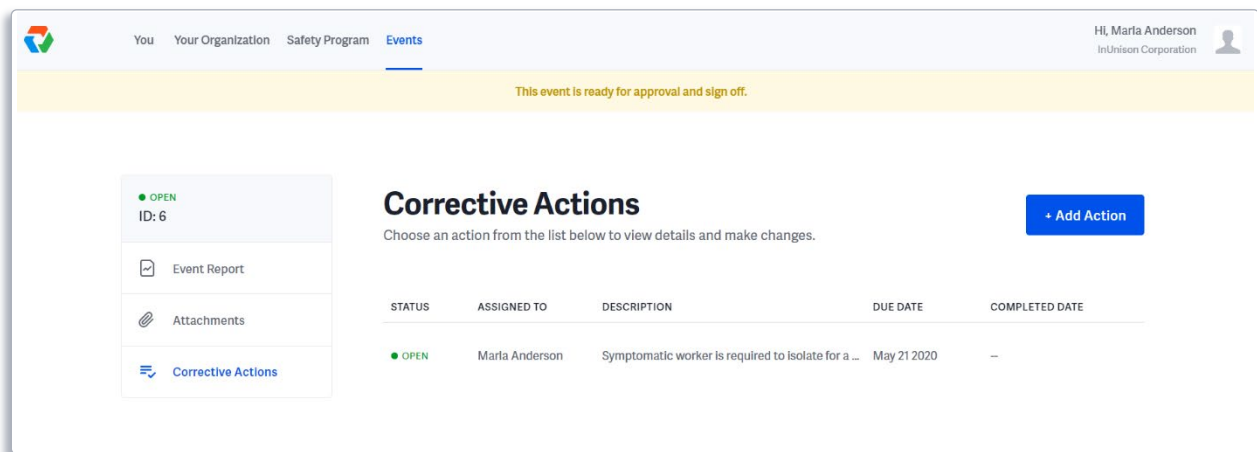 You Your Organization Safety Program Events
Hi, Marla Anderson
InUnison Corporation
This event is ready for approval and sign off.
OPEN
ID: 6
Event Report
Attachments
Corrective Actions
Corrective Actions
Choose an action from the list below to view details and make changes.
+ Add Action
STATUS ASSIGNED TO DESCRIPTION DUE DATE COMPLETED DATE
OPEN Marla Anderson Symptomatic worker is required to isolate for a ... May 21 2020 --